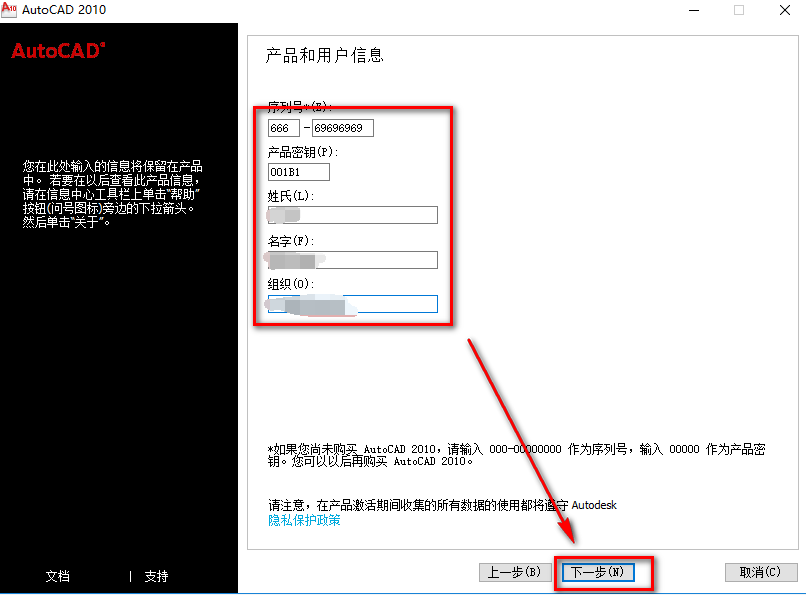 AutoCAD 2010
AutoCAD®
产品和用户信息
序列号*(E):
666 - 69696969
产品密钥(P):
001B1
姓氏(L):
名字(F):
组织(O):
您在此处输入的信息将保留在产品
中。 若要在以后查看此产品信息，
请在信息中心工具栏上单击“帮助”
按钮(问号图标)旁边的下拉箭头。
然后单击“关于”。
*如果您尚未购买 AutoCAD 2010，请输入 000-00000000 作为序列号，输入 00000 作为产品密
钥。您可以以后再购买 AutoCAD 2010。
请注意，在产品激活期间收集的所有数据的使用都将遵守 Autodesk
隐私保护政策
文档 | 支持
上一步(B) 下一步(N) 取消(C)